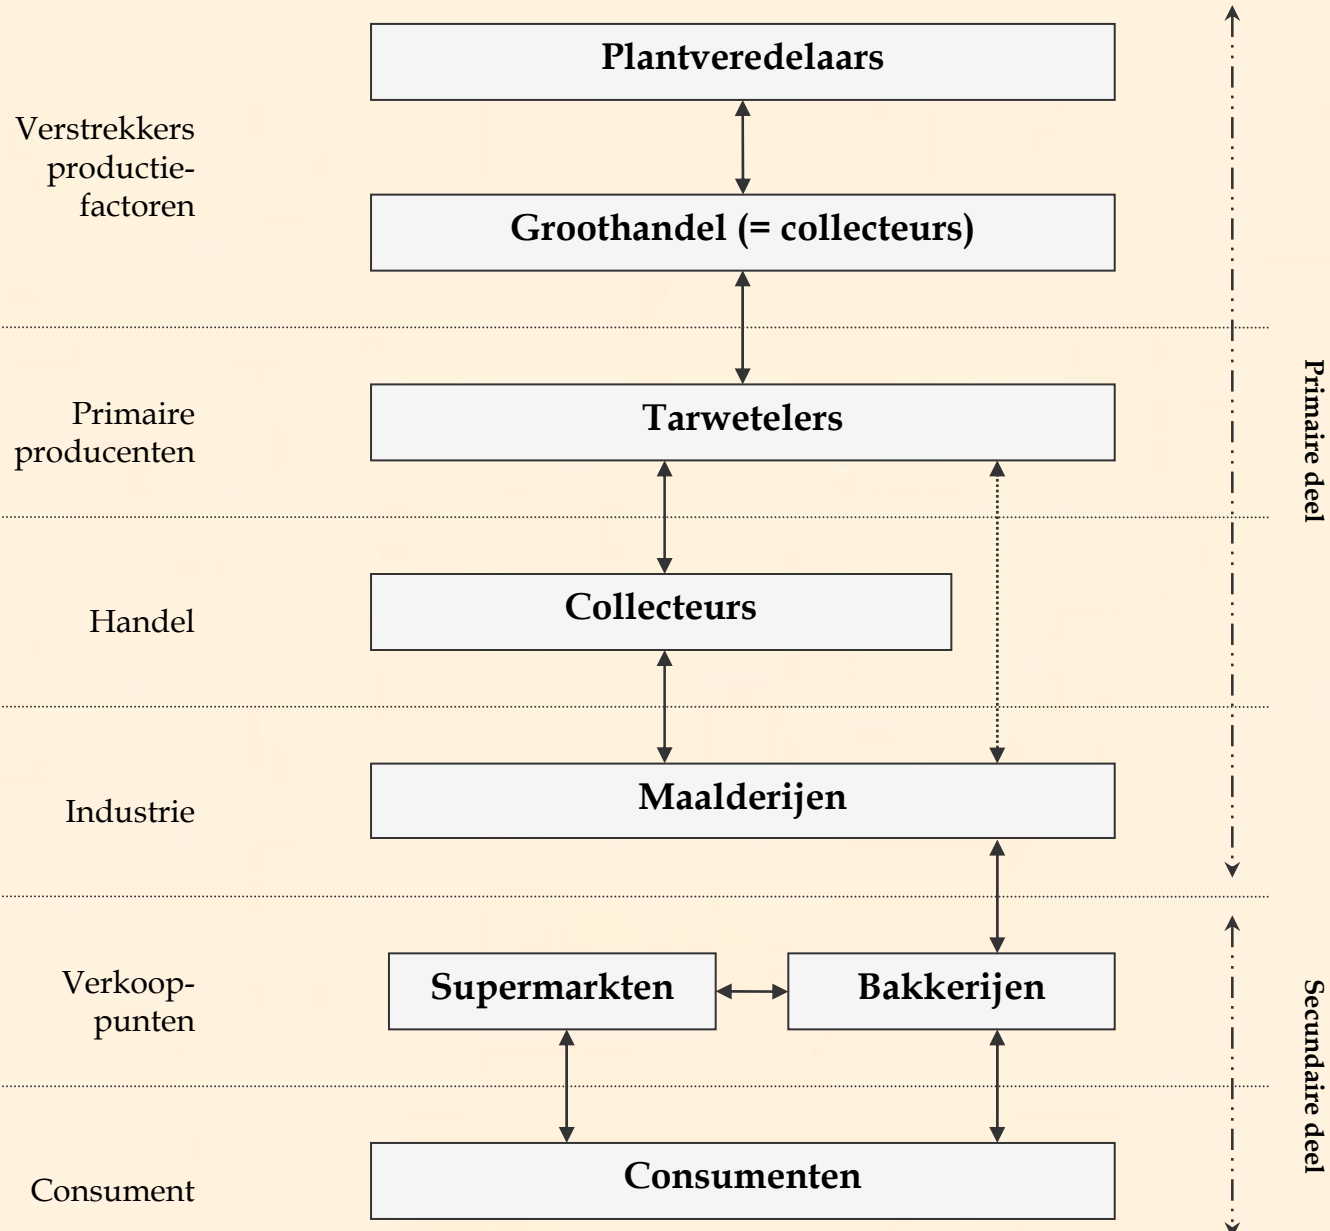 Plantveredelaars
Verstrekkers
productie-
factoren
Groothandel (= collecteurs)
Primaire
producenten
Tarwetelers
Primaire deel
Handel
Collecteurs
Industrie
Maalderijen
Verkoop-
punten
Supermarkten
Bakkerijen
Secundaire deel
Consument
Consumenten